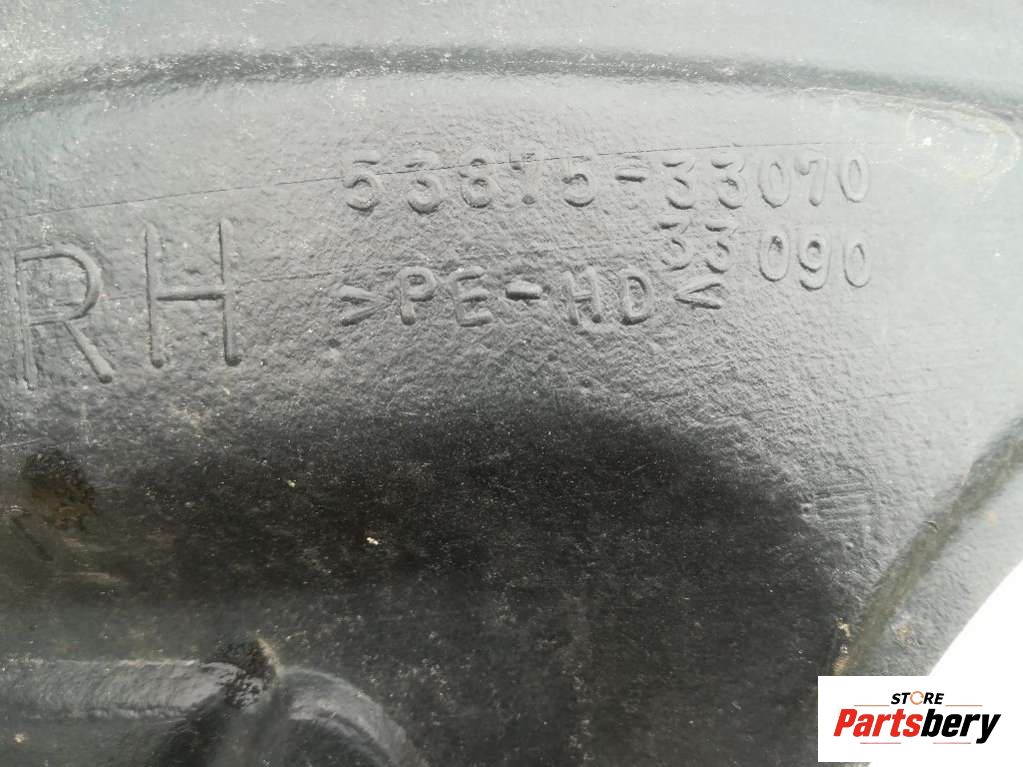 53875-33070
33090
RH >PE-HD<
STORE
Partsbery